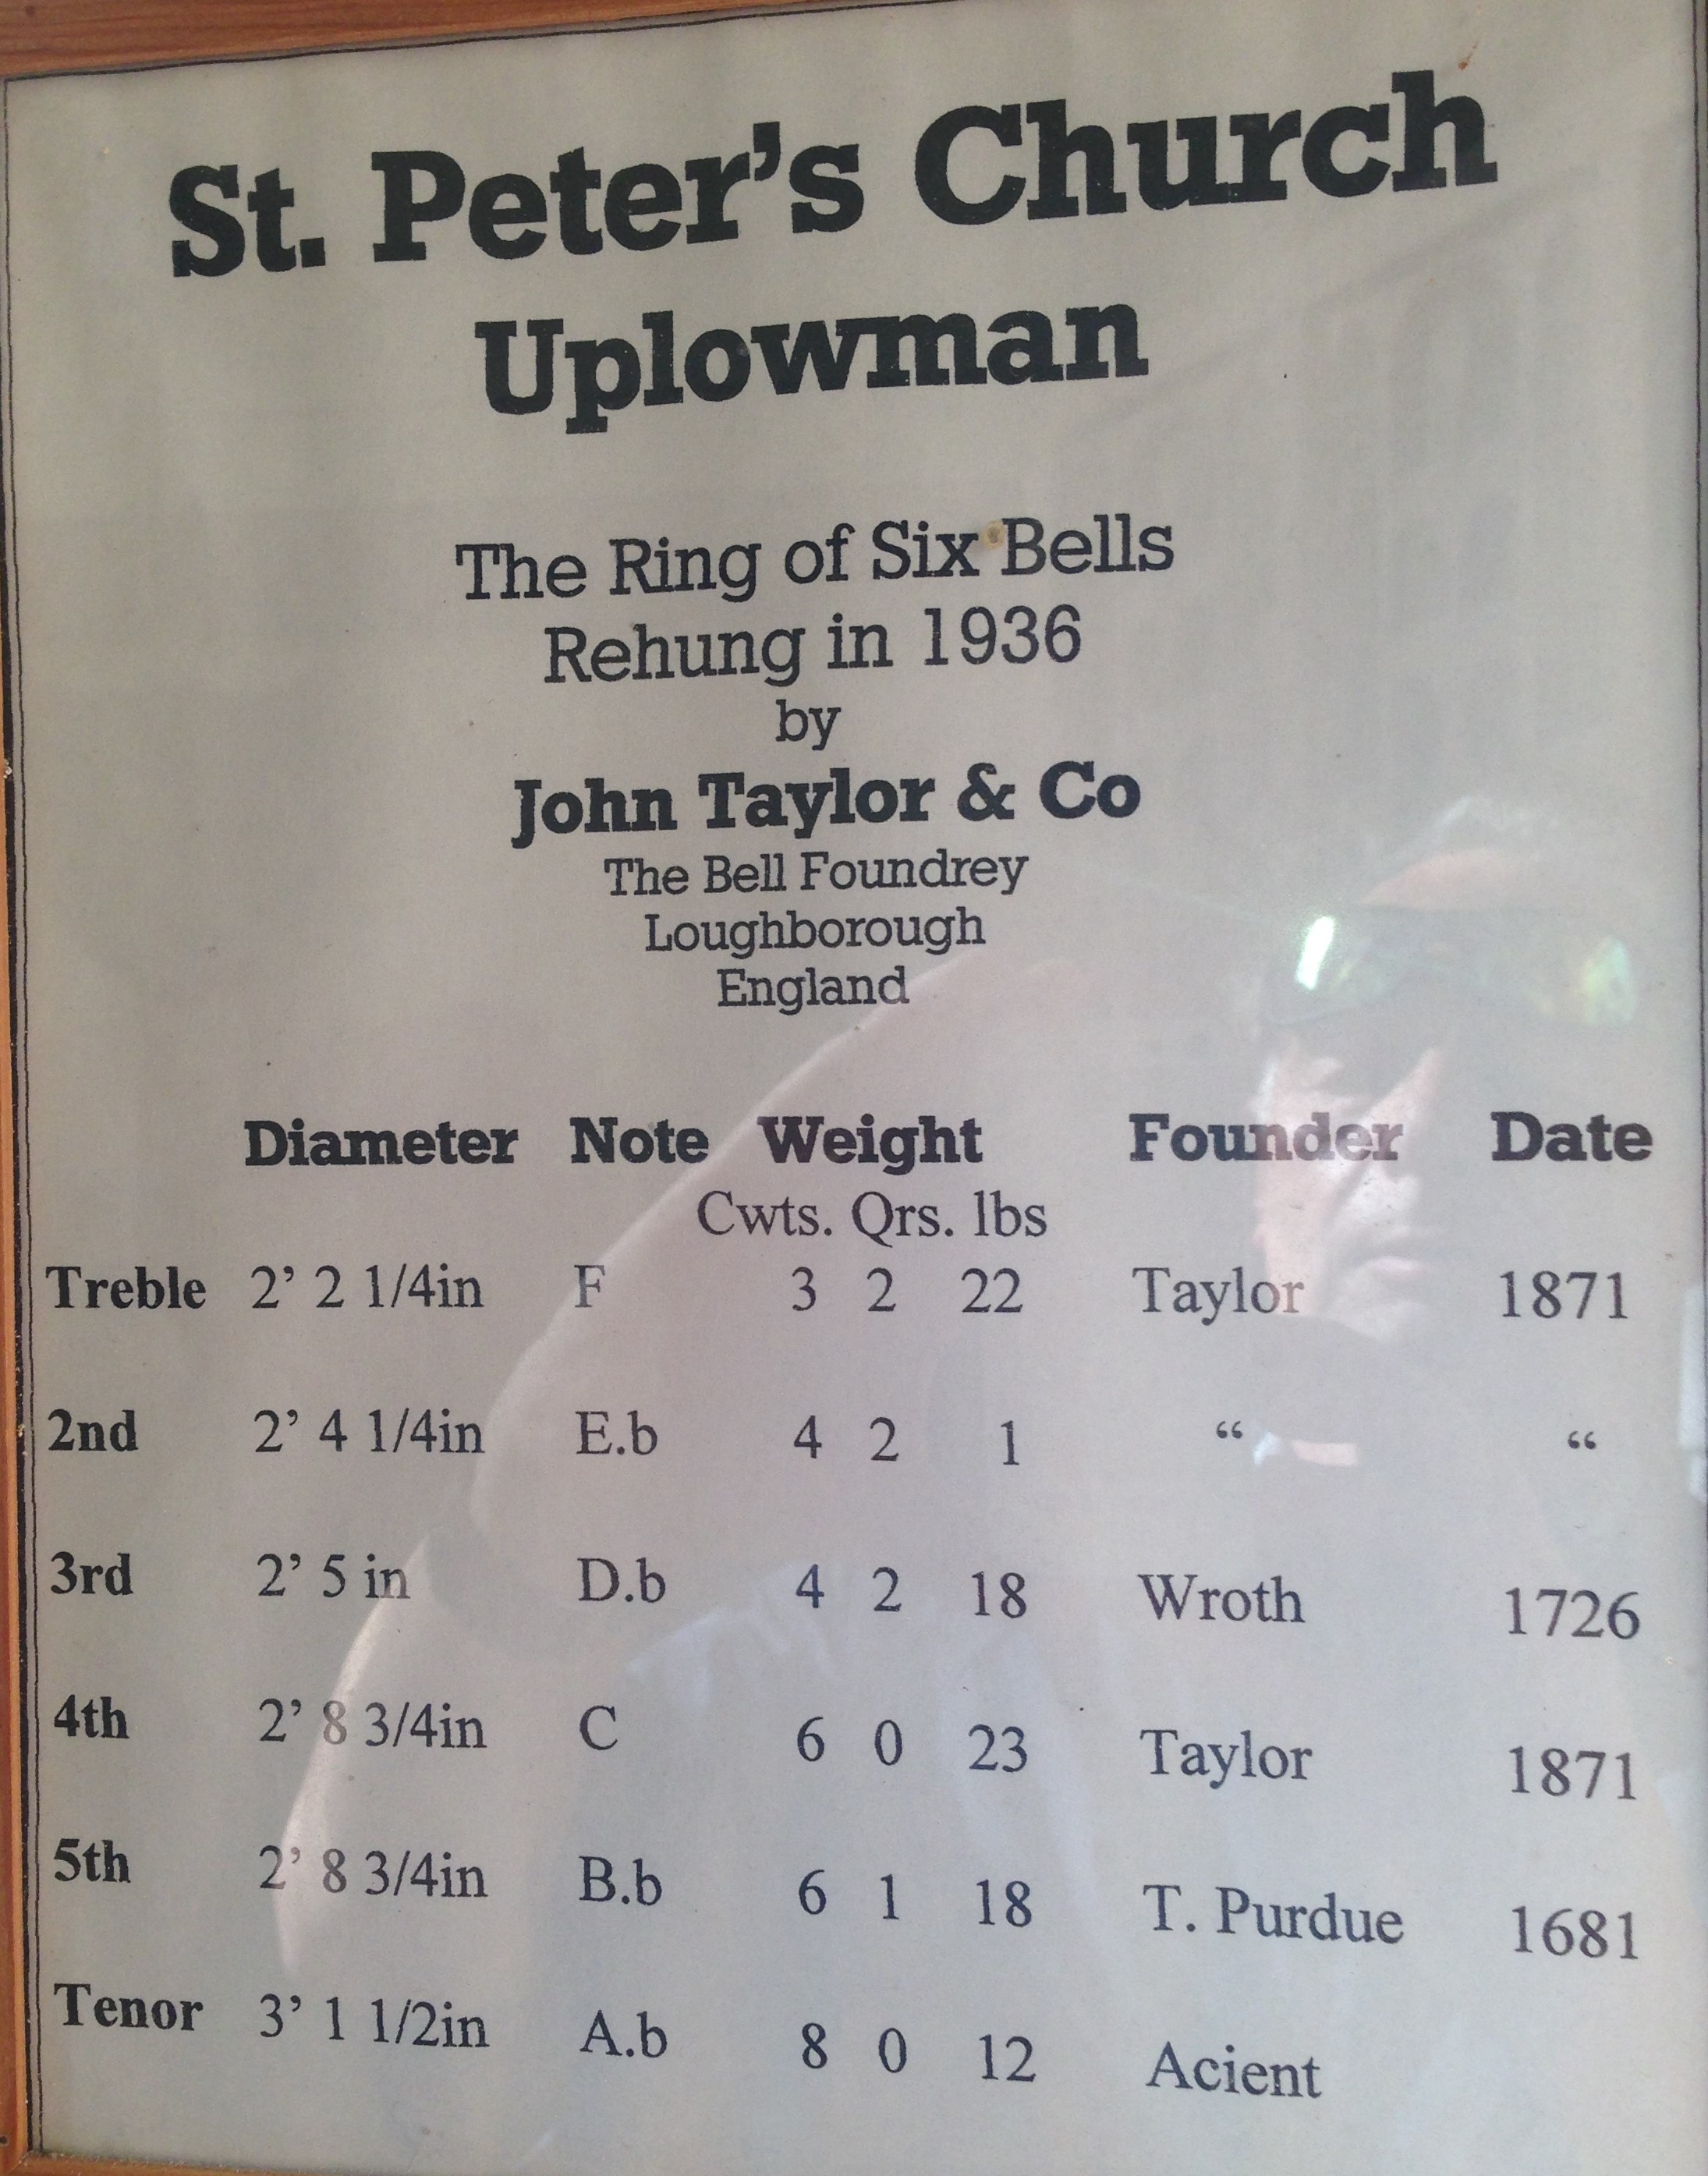 St. Peter's Church
Uplowman
The Ring of Six Bells
Rehung in 1936
by
John Taylor & Co
The Bell Foundrey
Loughborough
England
Diameter Note Weight Founder Date
Cwts. Qrs. lbs
Treble 2’ 2 1/4in F 3 2 22 Taylor 1871
2nd 2’ 4 1/4in E.b 4 2 1 “ “
3rd 2’ 5 in D.b 4 2 18 Wroth 1726
4th 2’ 8 3/4in C 6 0 23 Taylor 1871
5th 2’ 8 3/4in B.b 6 1 18 T. Purdue 1681
Tenor 3’ 1 1/2in A.b 8 0 12 Acient